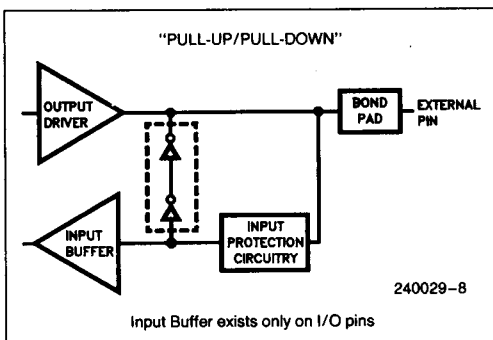 "PULL-UP/PULL-DOWN"
OUTPUT
DRIVER
BOND
PAD
EXTERNAL
PIN
INPUT
BUFFER
INPUT
PROTECTION
CIRCUITRY
240029-8
Input Buffer exists only on I/O pins